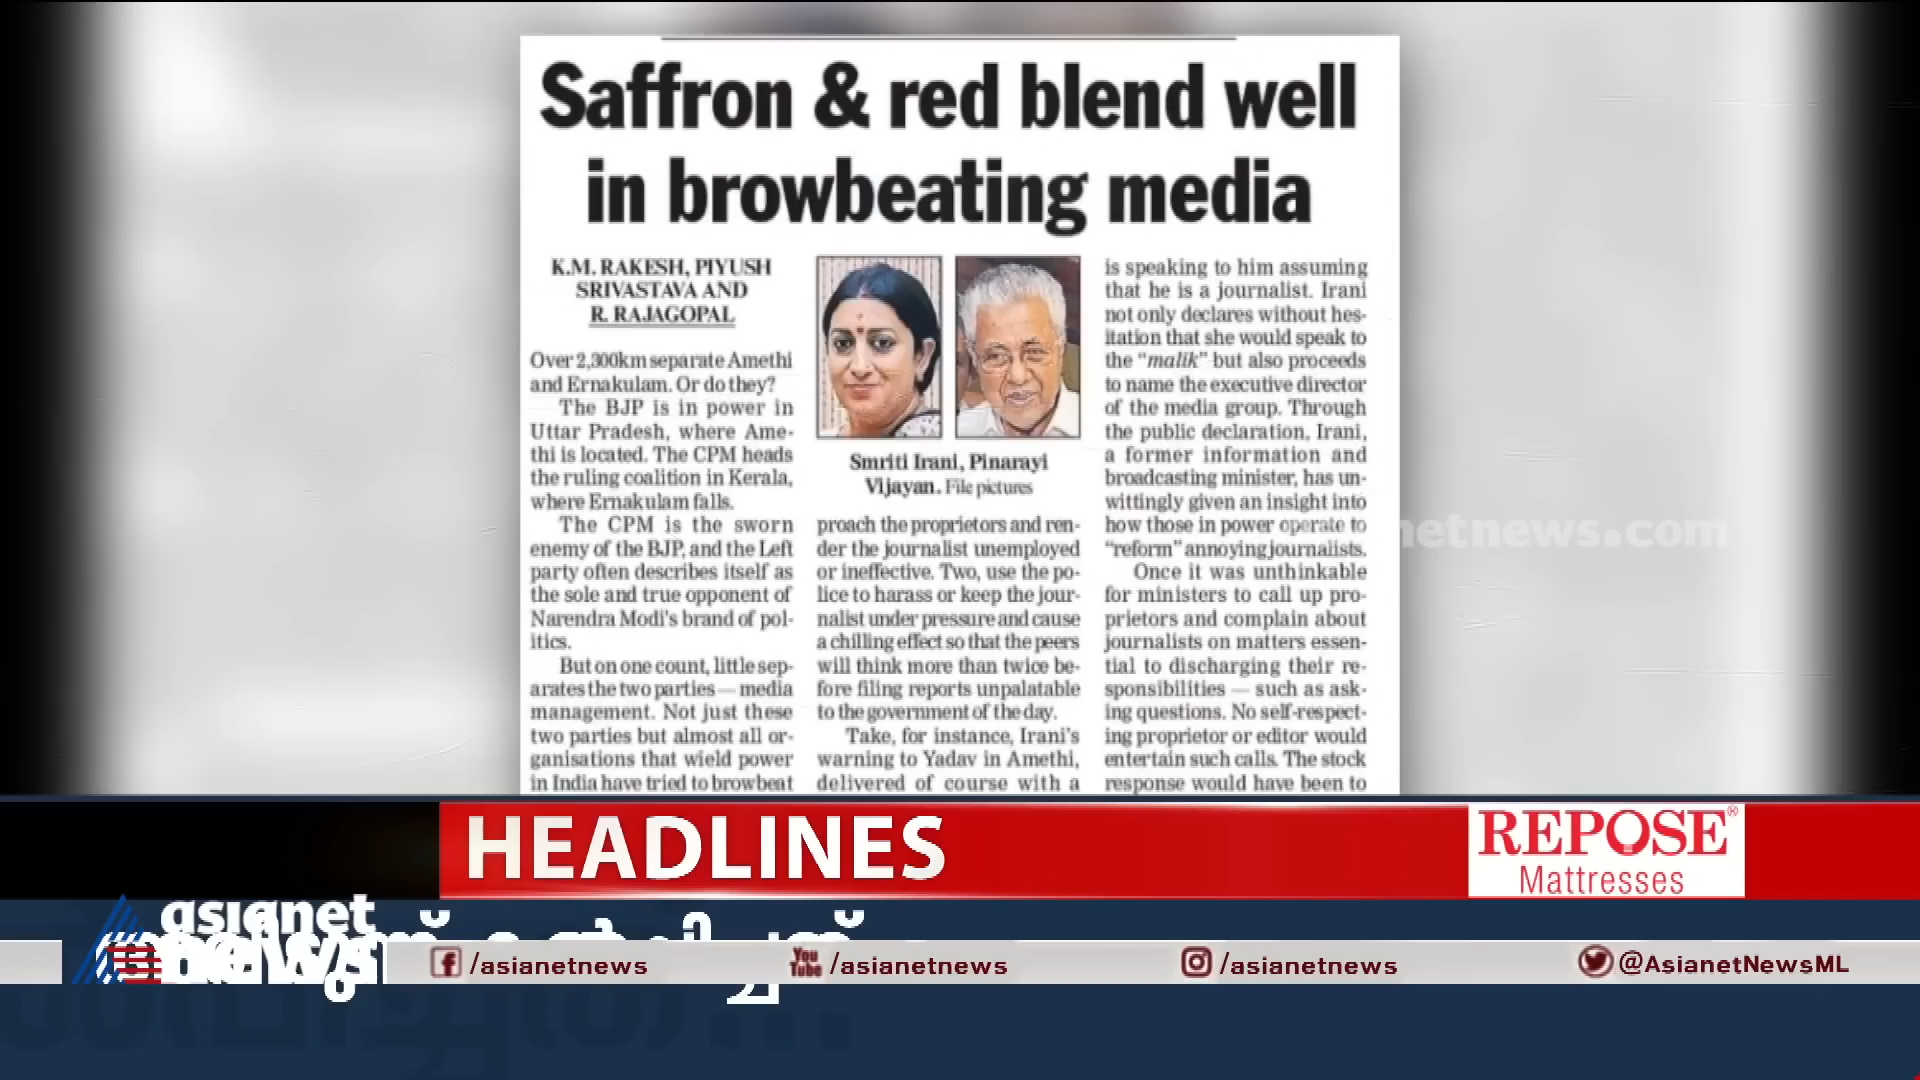 Saffron & red blend well
in browbeating media
K.M. RAKESH, PIYUSH
SRIVASTAVA AND
R. RAJAGOPAL
Over 2,300km separate Amethi
and Ernakulam. Or do they?
The BJP is in power in
Uttar Pradesh, where Ame-
thi is located. The CPM heads
the ruling coalition in Kerala,
where Ernakulam falls.
The CPM is the sworn
enemy of the BJP, and the Left
party often describes itself as
the sole and true opponent of
Narendra Modi's brand of pol-
itics.
But on one count, little sep-
arates the two parties — media
management. Not just these
two parties but almost all or-
ganisations that wield power
in India have tried to browbeat
Smriti Irani, Pinarayi
Vijayan. File pictures
proach the proprietors and ren-
der the journalist unemployed
or ineffective. Two, use the po-
lice to harass or keep the jour-
nalist under pressure and cause
a chilling effect so that the peers
will think more than twice be-
fore filing reports unpalatable
to the government of the day.
Take, for instance, Irani's
warning to Yadav in Amethi,
delivered of course with a
is speaking to him assuming
that he is a journalist. Irani
not only declares without hes-
itation that she would speak to
the "malik" but also proceeds
to name the executive director
of the media group. Through
the public declaration, Irani,
a former information and
broadcasting minister, has un-
wittingly given an insight into
how those in power operate to
"reform" annoying journalists.
Once it was unthinkable
for ministers to call up pro-
prietors and complain about
journalists on matters essen-
tial to discharging their re-
sponsibilities — such as ask-
ing questions. No self-respect-
ing proprietor or editor would
entertain such calls. The stock
response would have been to
netnews.com
HEADLINES
REPOSE®
Mattresses
asianet
news
/asianetnews
You Tube /asianetnews
/asianetnews
@AsianetNewsML